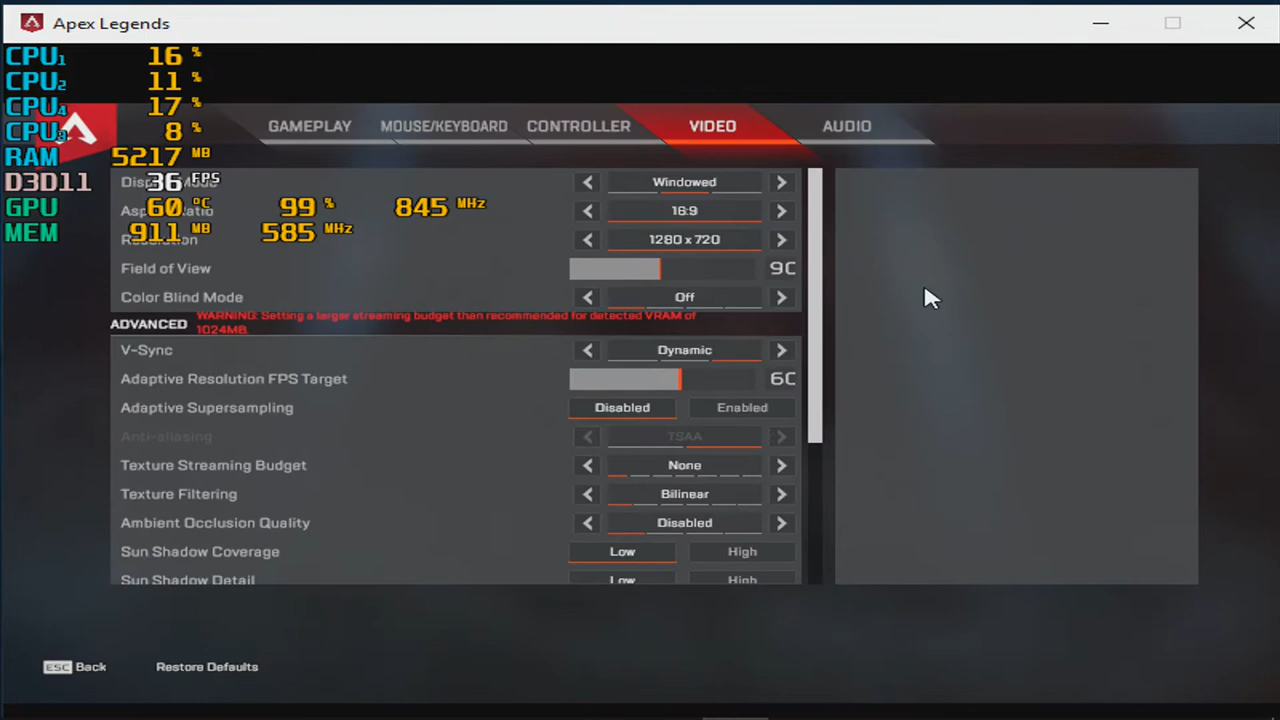 Apex Legends
CPU1 16 %
CPU2 11 %
CPU4 17 %
CPU3 8 %
RAM 5217 MB
D3D11 36 FPS
GPU 60 °C 99 % 845 MHz
MEM 911 MB 585 MHz
GAMEPLAY MOUSE/KEYBOARD CONTROLLER VIDEO AUDIO
Windowed
16:9
1280 x 720
Field of View
Color Blind Mode Off
ADVANCED WARNING: Setting a larger streaming budget than recommended for detected VRAM of
1024MB.
V-Sync Dynamic
Adaptive Resolution FPS Target
Adaptive Supersampling Disabled Enabled
Anti-aliasing TSAA
Texture Streaming Budget None
Texture Filtering Bilinear
Ambient Occlusion Quality Disabled
Sun Shadow Coverage Low High
Sun Shadow Detail Low High
ESC Back Restore Defaults